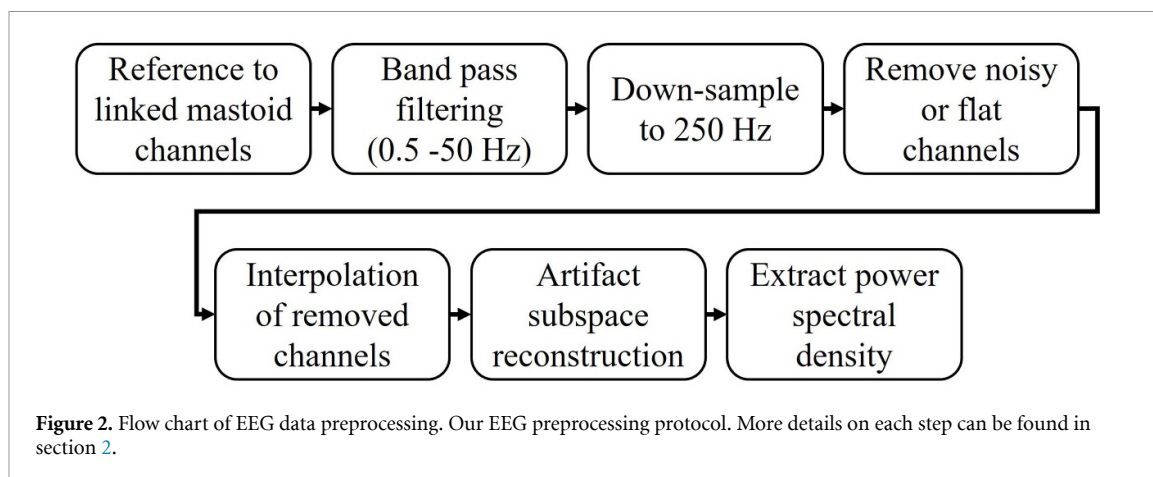 Reference to
linked mastoid
channels
Band pass
filtering
(0.5 -50 Hz)
Down-sample
to 250 Hz
Remove noisy
or flat
channels
Interpolation
of removed
channels
Artifact
subspace
reconstruction
Extract power
spectral
density
Figure 2. Flow chart of EEG data preprocessing. Our EEG preprocessing protocol. More details on each step can be found in
section 2.